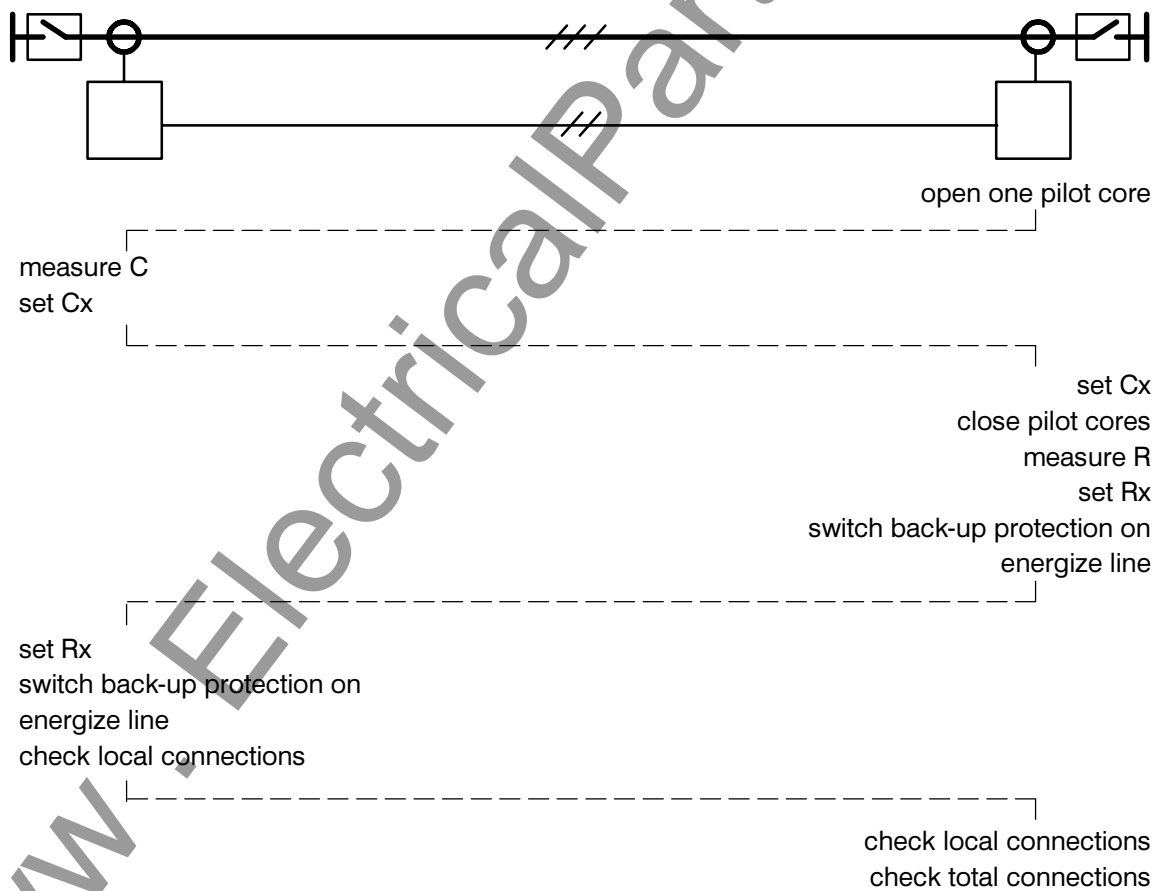 open one pilot core
measure C
set Cx
set Cx
close pilot cores
measure R
set Rx
switch back-up protection on
energize line
set Rx
switch back-up protection on
energize line
check local connections
check local connections
check total connections
www . ElectricalPar